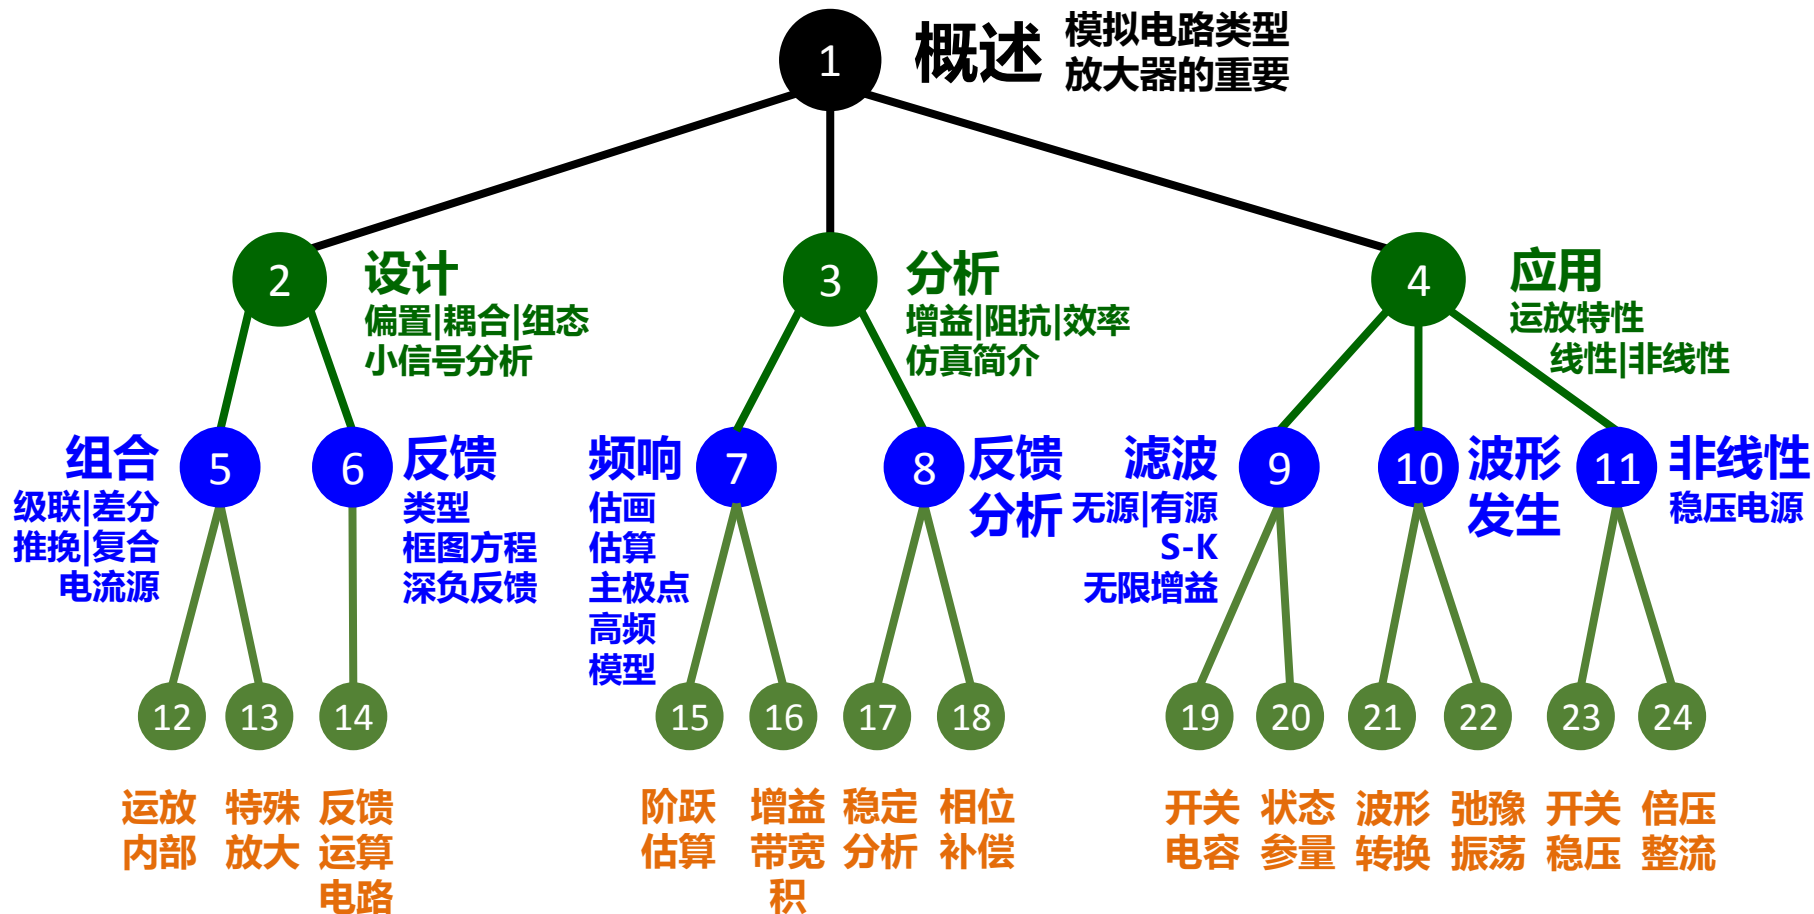 1
概述
模拟电路类型
放大器的重要
2
设计
偏置|耦合|组态
小信号分析
3
分析
增益|阻抗|效率
仿真简介
4
应用
运放特性
线性|非线性
组合
5
级联|差分
推挽|复合
电流源
6
反馈
类型
框图方程
深负反馈
频响
7
估画
估算
主极点
高频
模型
8
反馈
分析
滤波
9
无源|有源
S-K
无限增益
10
波形
发生
11
非线性
稳压电源
12
运放
内部
13
特殊
放大
14
反馈
运算
电路
15
阶跃
估算
16
增益
带宽
积
17
稳定
分析
18
相位
补偿
19
开关
电容
20
状态
参量
21
波形
转换
22
弛豫
振荡
23
开关
稳压
24
倍压
整流